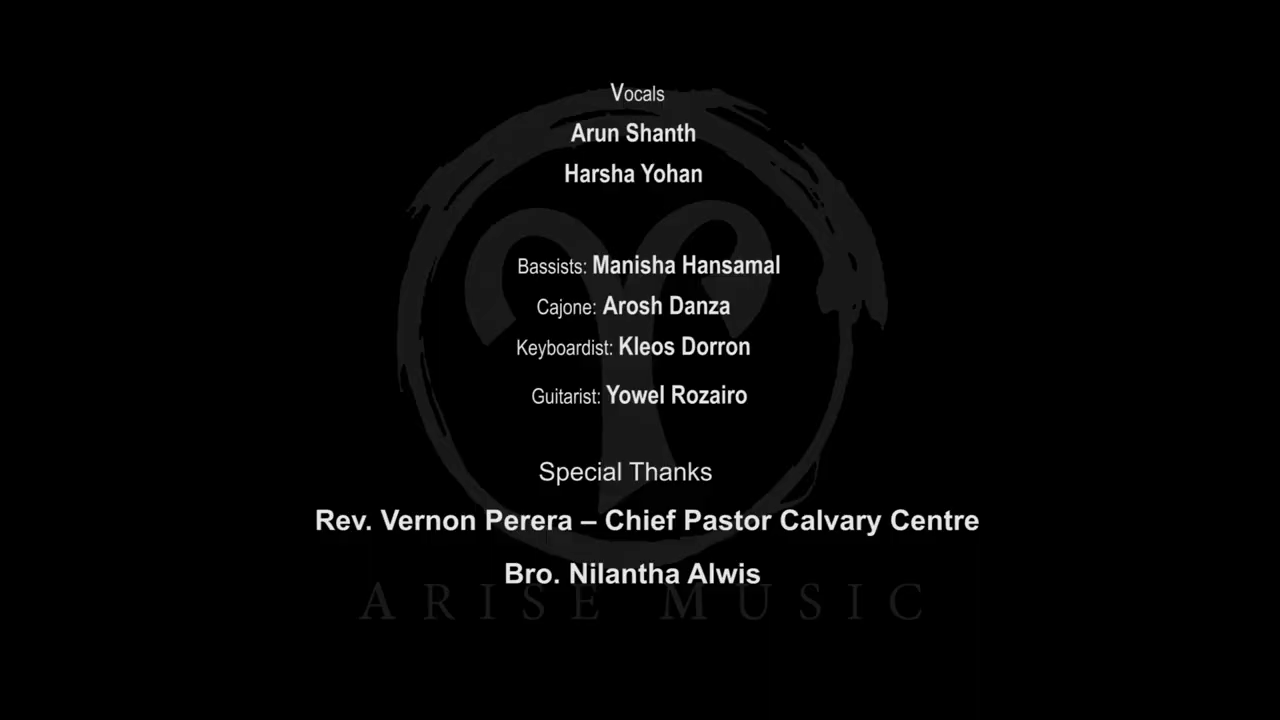 Vocals
Arun Shanth
Harsha Yohan
Bassists: Manisha Hansamal
Cajone: Arosh Danza
Keyboardist: Kleos Dorron
Guitarist: Yowel Rozairo
Special Thanks
Rev. Vernon Perera – Chief Pastor Calvary Centre
Bro. Nilantha Alwis
ARISE MUSIC